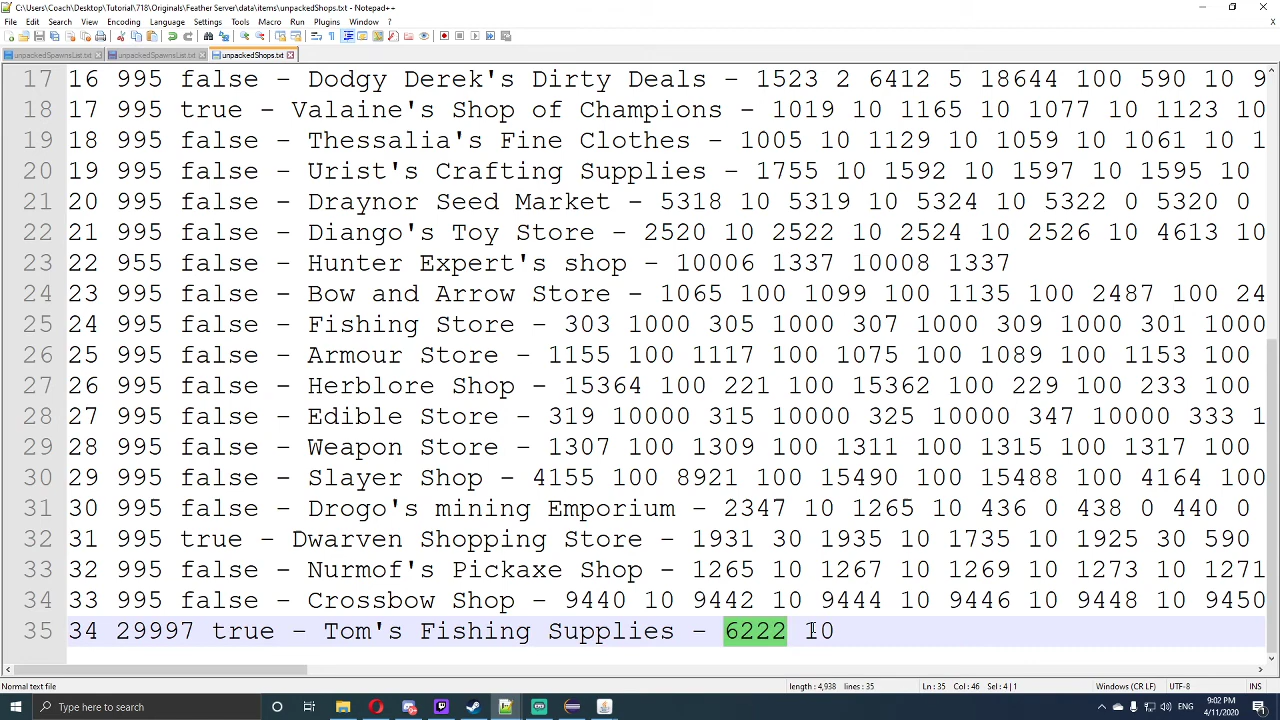 C:\Users\Coach\Desktop\Tutorial\718\Originals\Feather Server\data\items\unpackedShops.txt - Notepad++
File Edit Search View Encoding Language Settings Tools Macro Run Plugins Window ?
unpackedSpawnsList.txt unpackedSpawnsList.txt unpackedShops.txt
17 16 995 false - Dodgy Derek's Dirty Deals - 1523 2 6412 5 18644 100 590 10 9
18 17 995 true - Valaine's Shop of Champions - 1019 10 1165 10 1077 10 1123 10
19 18 995 false - Thessalia's Fine Clothes - 1005 10 1129 10 1059 10 1061 10 1
20 19 995 false - Urist's Crafting Supplies - 1755 10 1592 10 1597 10 1595 10
21 20 995 false - Draynor Seed Market - 5318 10 5319 10 5324 10 5322 0 5320 0
22 21 995 false - Diango's Toy Store - 2520 10 2522 10 2524 10 2526 10 4613 10
23 22 955 false - Hunter Expert's shop - 10006 1337 10008 1337
24 23 995 false - Bow and Arrow Store - 1065 100 1099 100 1135 100 2487 100 24
25 24 995 false - Fishing Store - 303 1000 305 1000 307 1000 309 1000 301 1000
26 25 995 false - Armour Store - 1155 100 1117 100 1075 100 1089 100 1153 100
27 26 995 false - Herblore Shop - 15364 100 221 100 15362 100 229 100 233 100
28 27 995 false - Edible Store - 319 10000 315 10000 325 10000 347 10000 333 1
29 28 995 false - Weapon Store - 1307 100 1309 100 1311 100 1315 100 1317 100
30 29 995 false - Slayer Shop - 4155 100 8921 100 15490 100 15488 100 4164 100
31 30 995 false - Drogo's mining Emporium - 2347 10 1265 10 436 0 438 0 440 0
32 31 995 true - Dwarven Shopping Store - 1931 30 1935 10 1735 10 1925 30 590
33 32 995 false - Nurmof's Pickaxe Shop - 1265 10 1267 10 1269 10 1273 10 1271
34 33 995 false - Crossbow Shop - 9440 10 9442 10 9444 10 9446 10 9448 10 9450
35 34 29997 true - Tom's Fishing Supplies - 6222 10
Normal text file length : 4,938 lines : 35 Ln : 35 Col : 46 Sel : 4 | 1 Windows (CR LF) UTF-8 INS
Type here to search ENG 9:02 PM
4/11/2020